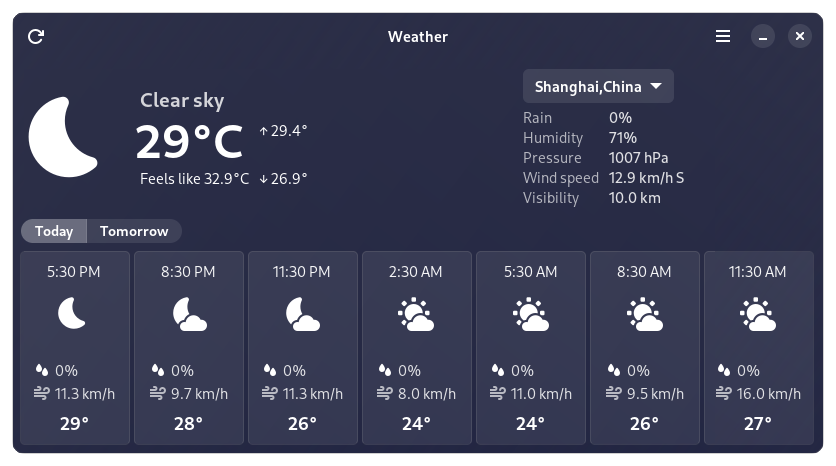 Weather
Clear sky
29°C
↑ 29.4°
Feels like 32.9°C ↓ 26.9°
Shanghai,China
Rain 0%
Humidity 71%
Pressure 1007 hPa
Wind speed 12.9 km/h S
Visibility 10.0 km
Today Tomorrow
5:30 PM 8:30 PM 11:30 PM 2:30 AM 5:30 AM 8:30 AM 11:30 AM
0% 0% 0% 0% 0% 0% 0%
11.3 km/h 9.7 km/h 11.3 km/h 8.0 km/h 11.0 km/h 9.5 km/h 16.0 km/h
29° 28° 26° 24° 24° 26° 27°